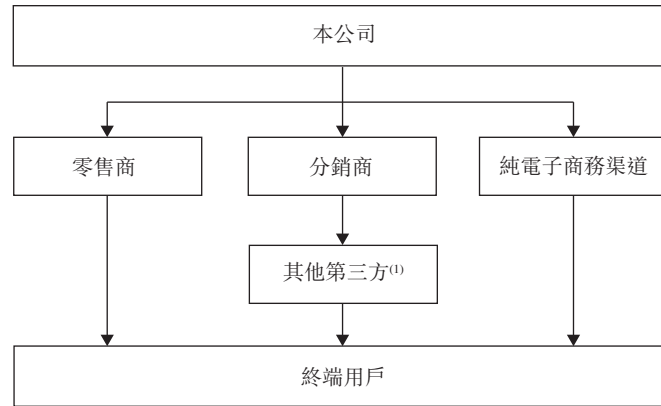 本公司
零售商
分銷商
純電子商務渠道
其他第三方(1)
終端用戶